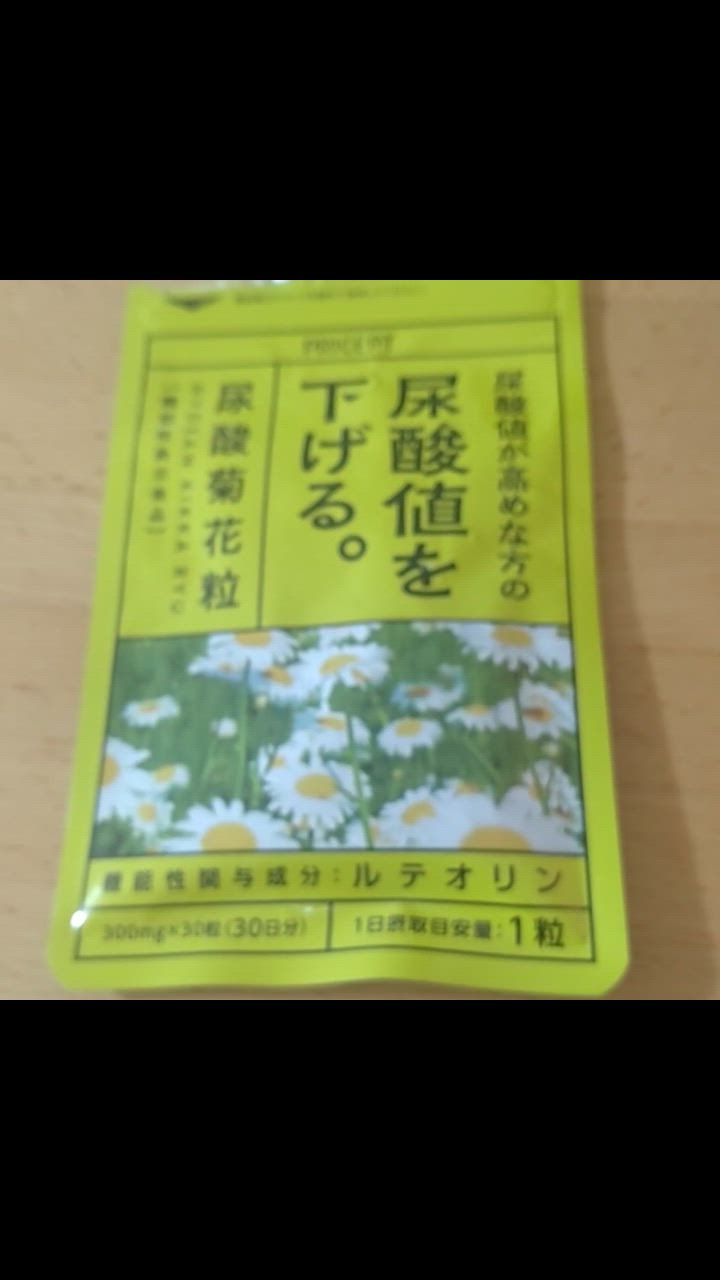 尿酸値が高めな方の
尿酸値を
下げる。
尿酸菊花粒
機能性関与成分：ルテオリン
300mg×30粒（30日分）
1日摂取目安量：1粒